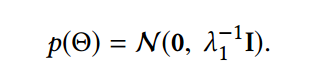 p(Θ) = 𝒩(𝟎, λ₁⁻¹𝐈).